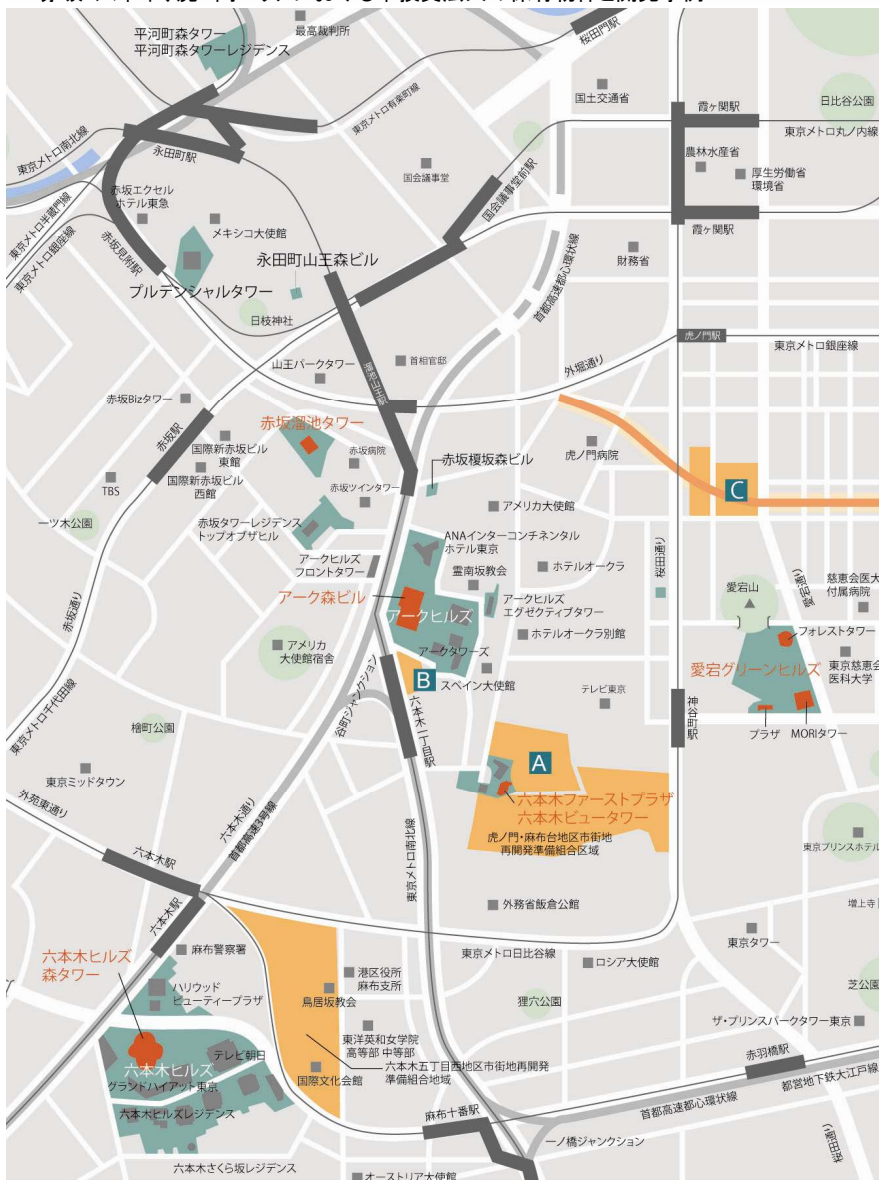 平河町森タワー
平河町森タワーレジデンス
最高裁判所
桜田門駅
国土交通省
霞ヶ関駅
日比谷公園
東京メトロ有楽町線
東京メトロ丸ノ内線
東京メトロ南北線
永田町駅
国会議事堂
国会議事堂前駅
農林水産省
厚生労働省
環境省
赤坂エクセル
ホテル東急
メキシコ大使館
東京メトロ半蔵門線
東京メトロ銀座線
赤坂見附駅
永田町山王森ビル
プルデンシャルタワー
日枝神社
首都高速都心環状線
財務省
霞ヶ関駅
虎ノ門駅
東京メトロ銀座線
山王パークタワー
首相官邸
溜池山王駅
外堀通り
赤坂Bizタワー
赤坂駅
赤坂溜池タワー
国際新赤坂ビル
東館
国際新赤坂ビル
西館
TBS
赤坂病院
赤坂ツインタワー
赤坂榎坂森ビル
虎ノ門病院
C
アメリカ大使館
一ツ木公園
赤坂タワーレジデンス
トップオブザヒル
ANAインターコンチネンタル
ホテル東京
桜田通り
愛宕通り
アークヒルズ
フロントタワー
霊南坂教会
ホテルオークラ
愛宕山
慈恵会医大
付属病院
アーク森ビル
アークヒルズ
アークヒルズ
エグゼクティブタワー
赤坂通り
アメリカ
大使館宿舎
アークタワーズ
ホテルオークラ別館
フォレストタワー
愛宕グリーンヒルズ
東京慈恵会
医科大学
B
スペイン大使館
テレビ東京
谷町ジャンクション
六本木一丁目駅
神谷町駅
プラザ
MORIタワー
東京メトロ千代田線
檜町公園
東京ミッドタウン
A
六本木ファーストプラザ
六本木ビュータワー
虎ノ門・麻布台地区市街地
再開発準備組合区域
外苑東通り
六本木通り
首都高速3号線
東京メトロ南北線
東京プリンスホテル
六本木駅
六本木駅
外務省飯倉公館
増上寺
六本木ヒルズ
森タワー
麻布警察署
東京メトロ日比谷線
ロシア大使館
東京タワー
ハリウッド
ビューティープラザ
港区役所
麻布支所
鳥居坂教会
狸穴公園
芝公園
東洋英和女学院
高等部 中等部
ザ・プリンスパークタワー東京
テレビ朝日
六本木ヒルズ
グランドハイアット東京
六本木五丁目西地区市街地再開発
準備組合地域
国際文化会館
赤羽橋駅
六本木ヒルズレジデンス
麻布十番駅
首都高速都心環状線
都営地下鉄大江戸線
一ノ橋ジャンクション
桜田通り
六本木さくら坂レジデンス
オーストリア大使館